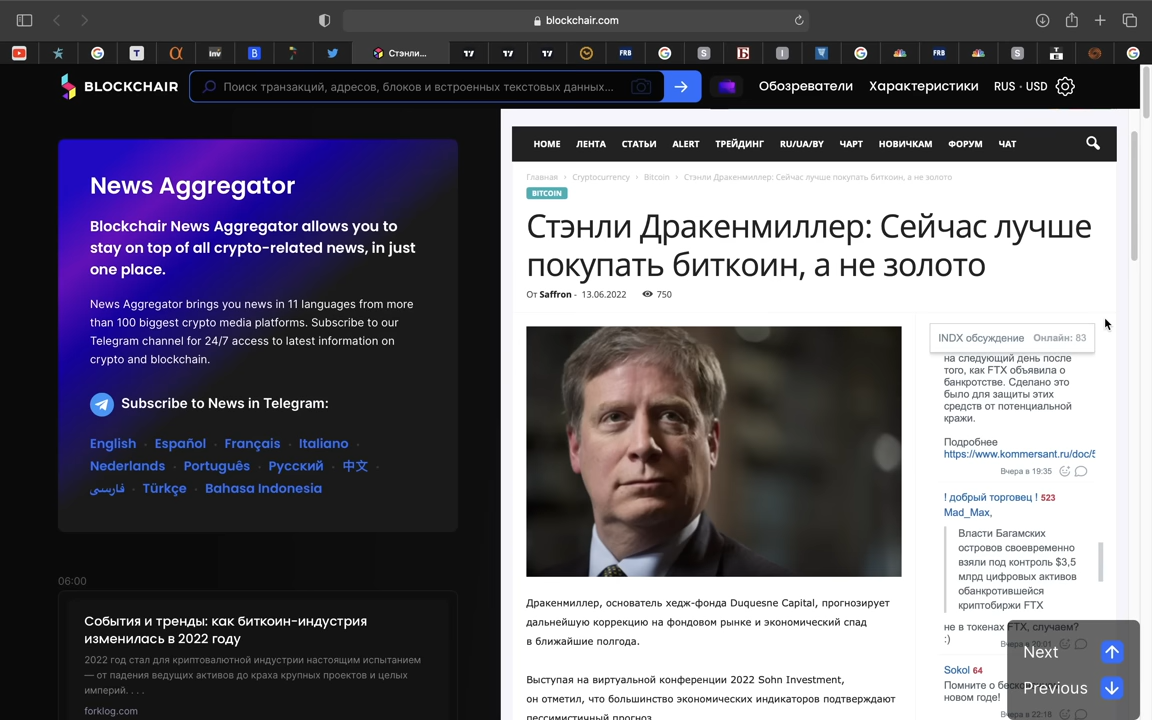 blockchair.com
Стэнли...
BLOCKCHAIR
Поиск транзакций, адресов, блоков и встроенных текстовых данных...
Обозреватели
Характеристики
RUS · USD
News Aggregator
Blockchair News Aggregator allows you to
stay on top of all crypto-related news, in just
one place.
News Aggregator brings you news in 11 languages from more
than 100 biggest crypto media platforms. Subscribe to our
Telegram channel for 24/7 access to latest information on
crypto and blockchain.
Subscribe to News in Telegram:
English · Español · Français · Italiano ·
Nederlands · Português · Русский · 中文 ·
فارسی · Türkçe · Bahasa Indonesia
06:00
События и тренды: как биткоин-индустрия
изменилась в 2022 году
2022 год стал для криптовалютной индустрии настоящим испытанием
— от падения ведущих активов до краха крупных проектов и целых
империй. . . .
forklog.com
HOME ЛЕНТА СТАТЬИ ALERT ТРЕЙДИНГ RU/UA/BY ЧАРТ НОВИЧКАМ ФОРУМ ЧАТ
Главная › Cryptocurrency › Bitcoin › Стэнли Дракенмиллер: Сейчас лучше покупать биткоин, а не золото
BITCOIN
Стэнли Дракенмиллер: Сейчас лучше
покупать биткоин, а не золото
От Saffron - 13.06.2022 750
Дракенмиллер, основатель хедж-фонда Duquesne Capital, прогнозирует
дальнейшую коррекцию на фондовом рынке и экономический спад
в ближайшие полгода.
Выступая на виртуальной конференции 2022 Sohn Investment,
он отметил, что большинство экономических индикаторов подтверждают
пессимистичный прогноз.
INDX обсуждение Онлайн: 83
на следующий день после
того, как FTX объявила о
банкротстве. Сделано это
было для защиты этих
средств от потенциальной
кражи.
Подробнее
https://www.kommersant.ru/doc/5
Вчера в 19:35
! добрый торговец ! 523
Mad_Max,
Власти Багамских
островов своевременно
взяли под контроль $3,5
млрд цифровых активов
обанкротившейся
криптобиржи FTX
не в токенах FTX, случаем?
:)
Вчера в 20:01
Sokol 64
Помните о
новом годе!
Вчера в 22:18
Next
Previous